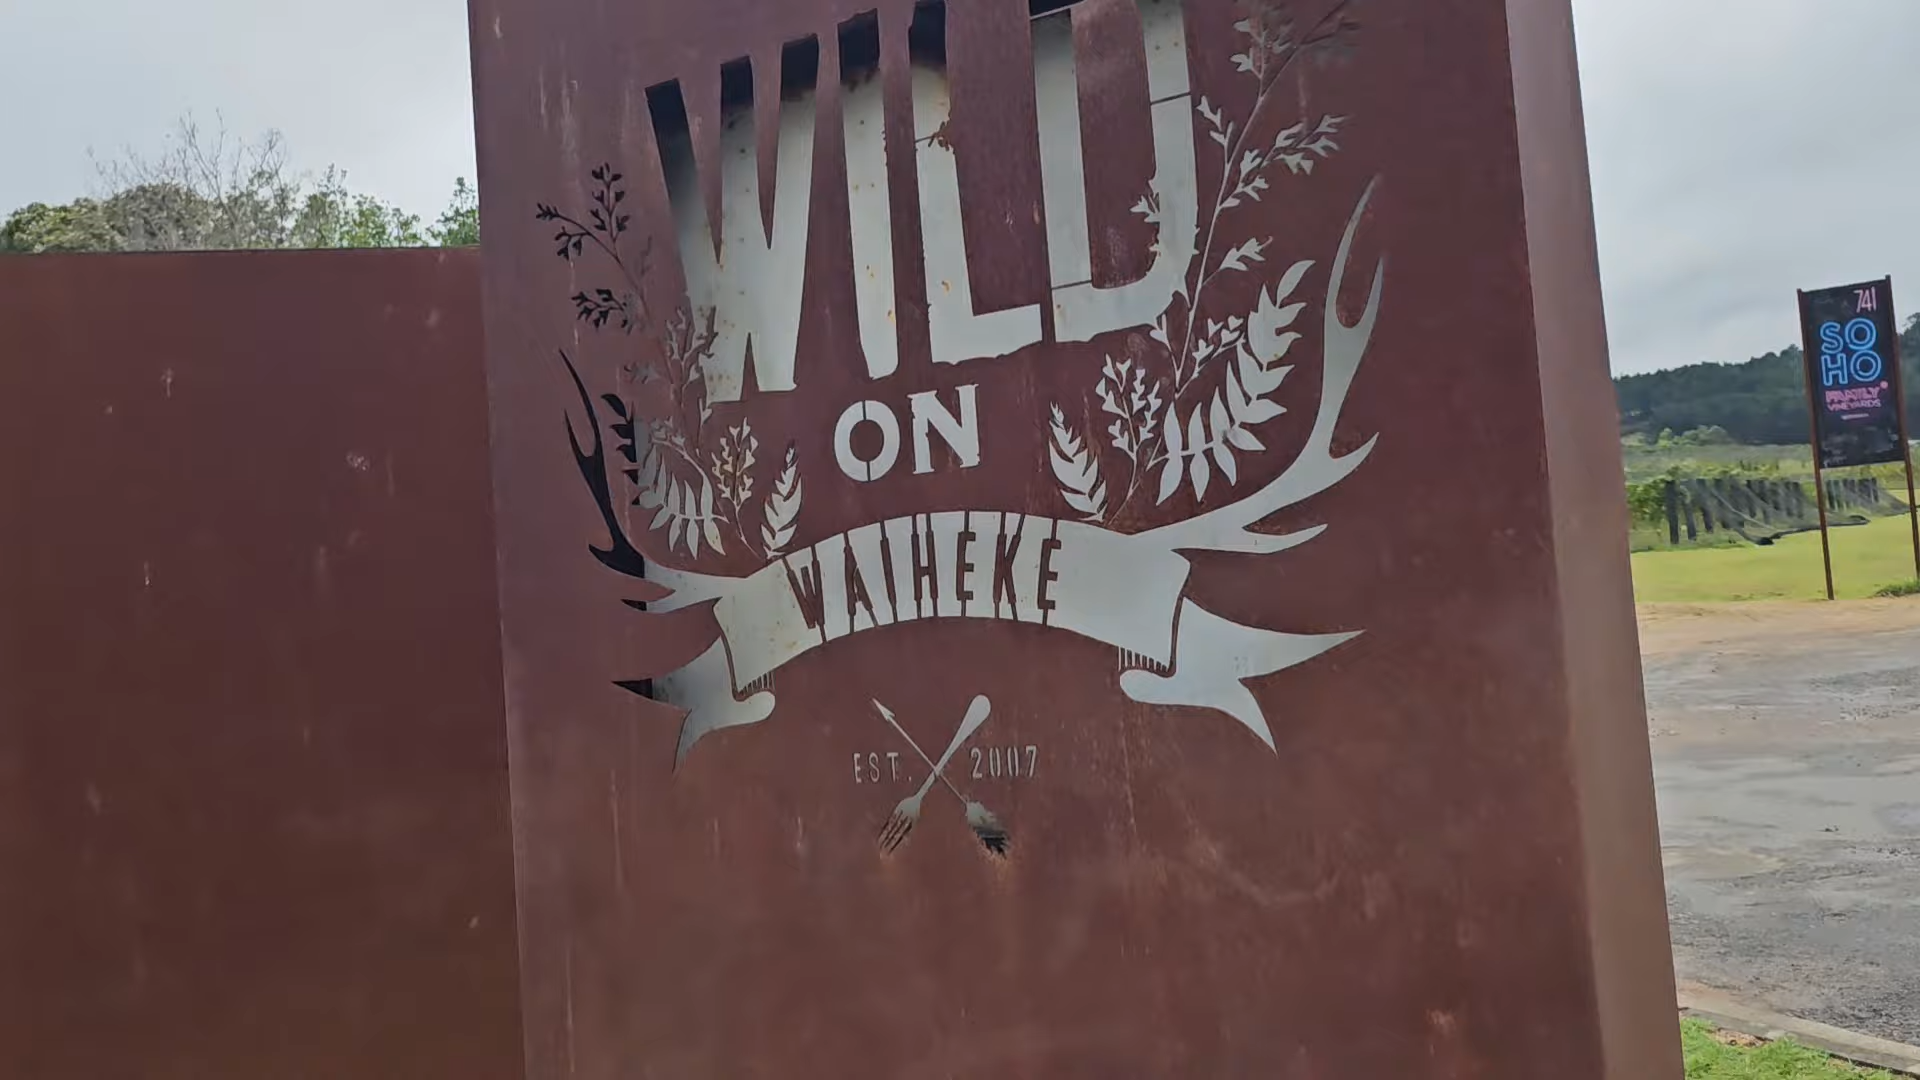 WILD
ON
WAIHEKE
EST. 2007
741
SO
HO
FAMILY
VINEYARDS